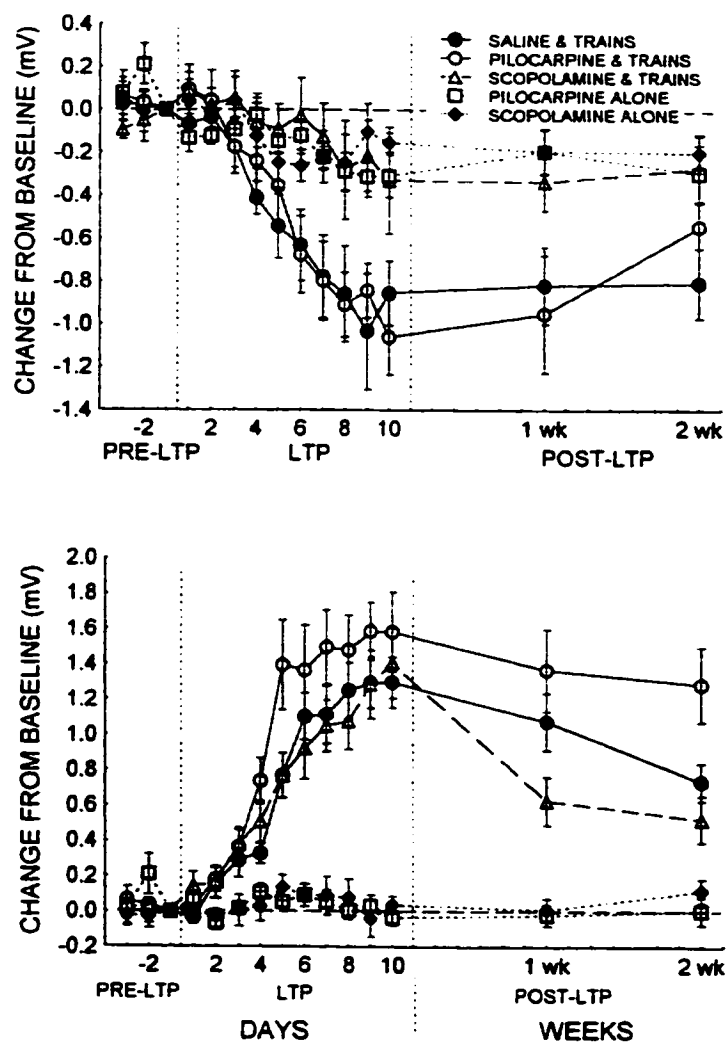 CHANGE FROM BASELINE (mV)
0.4
0.2
0.0
-0.2
-0.4
-0.6
-0.8
-1.0
-1.2
-1.4
SALINE & TRAINS
PILOCARPINE & TRAINS
SCOPOLAMINE & TRAINS
PILOCARPINE ALONE
SCOPOLAMINE ALONE
-2 2 4 6 8 10 1 wk 2 wk
PRE-LTP LTP POST-LTP
CHANGE FROM BASELINE (mV)
2.0
1.8
1.6
1.4
1.2
1.0
0.8
0.6
0.4
0.2
0.0
-0.2
-2 2 4 6 8 10 1 wk 2 wk
PRE-LTP LTP POST-LTP
DAYS WEEKS